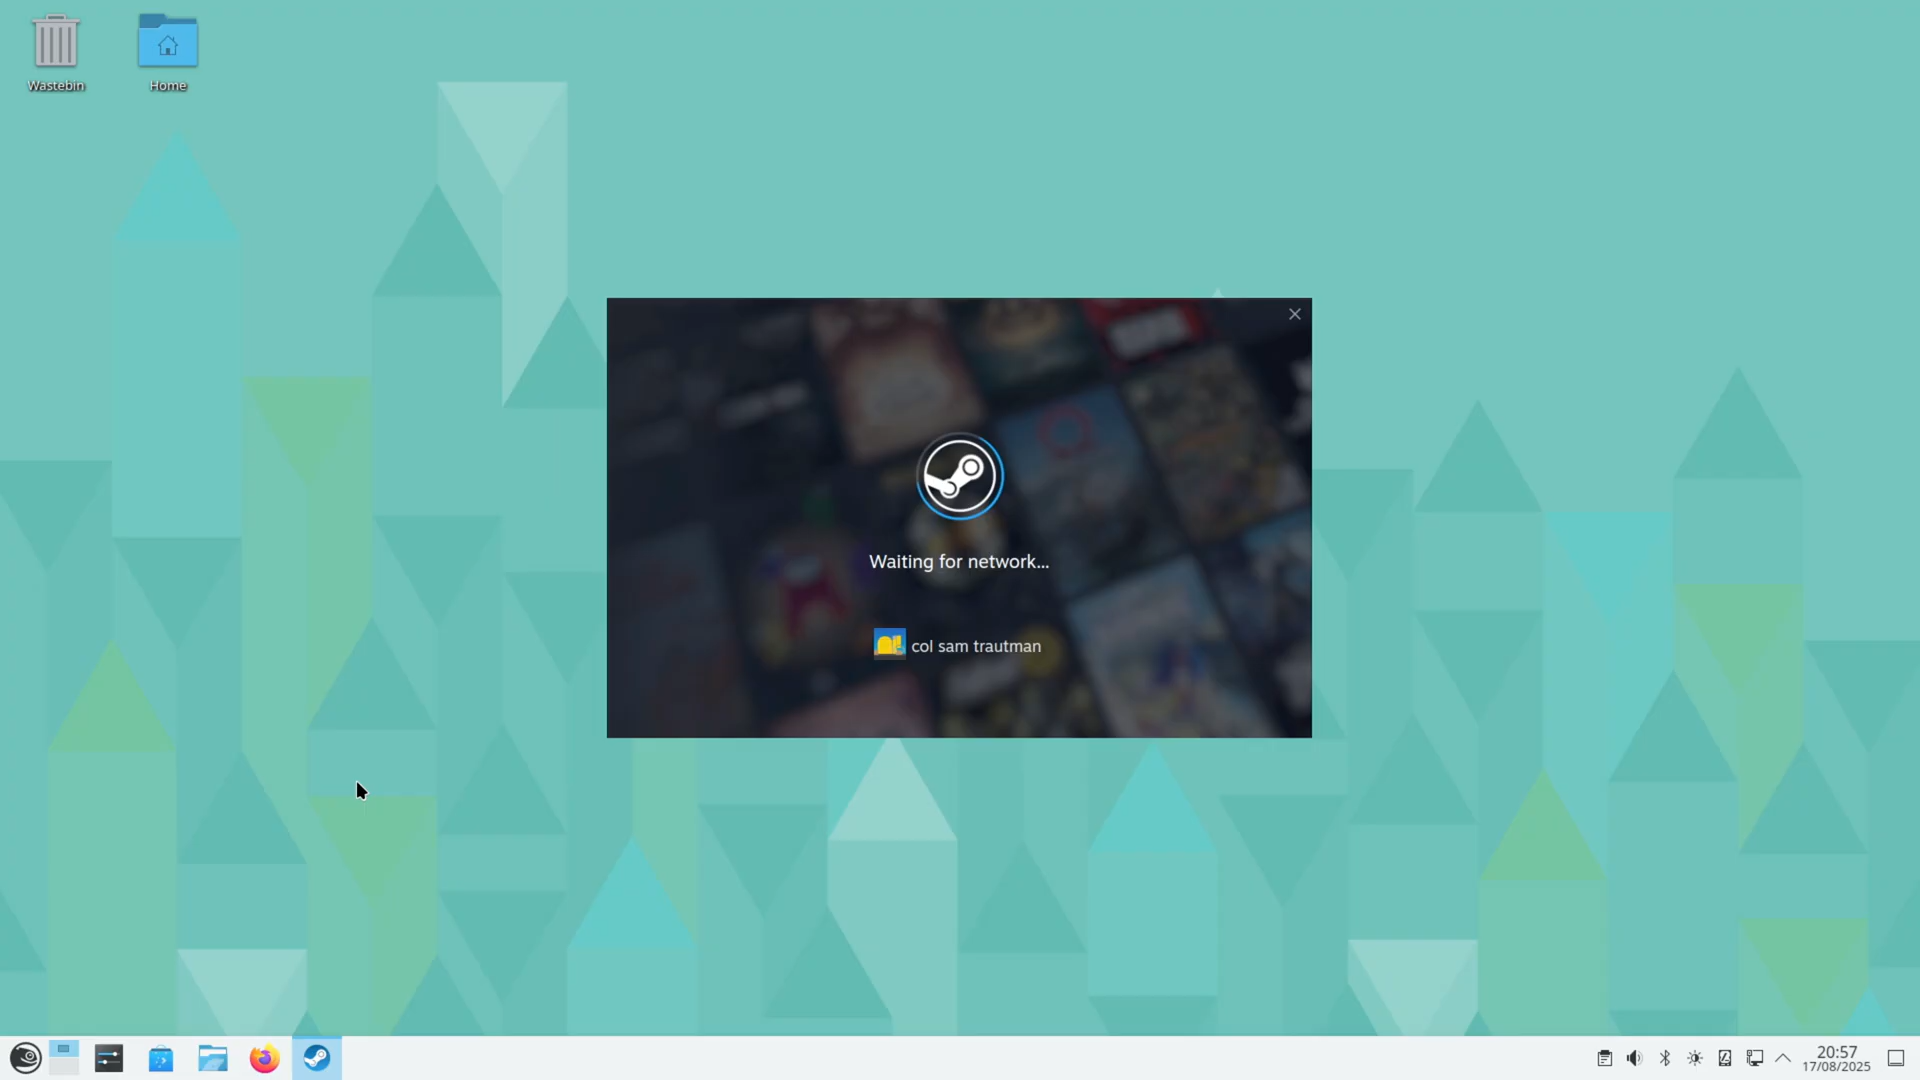 Wastebin
Home
Waiting for network...
col sam trautman
20:57
17/08/2025